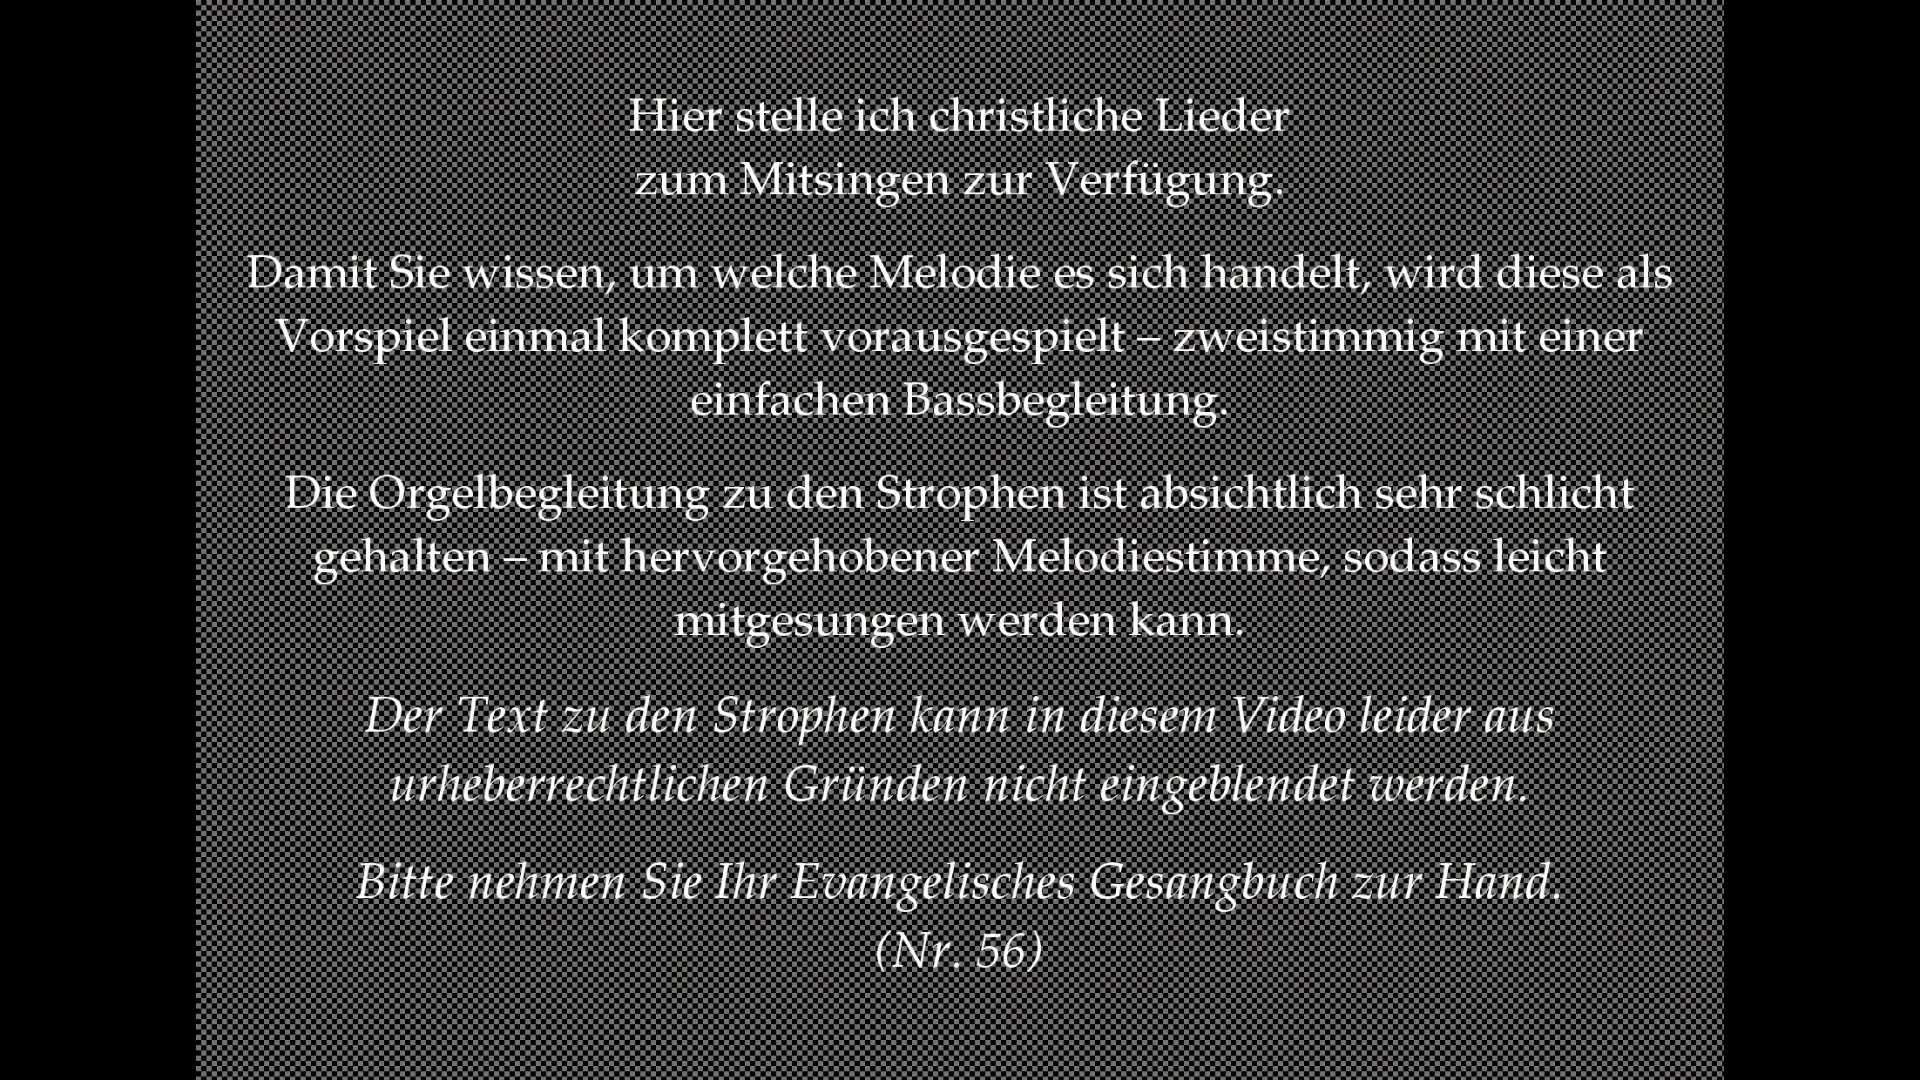 Hier stelle ich christliche Lieder
zum Mitsingen zur Verfügung.
Damit Sie wissen, um welche Melodie es sich handelt, wird diese als
Vorspiel einmal komplett vorausgespielt – zweistimmig mit einer
einfachen Bassbegleitung.
Die Orgelbegleitung zu den Strophen ist absichtlich sehr schlicht
gehalten – mit hervorgehobener Melodiestimme, sodass leicht
mitgesungen werden kann.
Der Text zu den Strophen kann in diesem Video leider aus
urheberrechtlichen Gründen nicht eingeblendet werden.
Bitte nehmen Sie Ihr Evangelisches Gesangbuch zur Hand.
(Nr. 56)